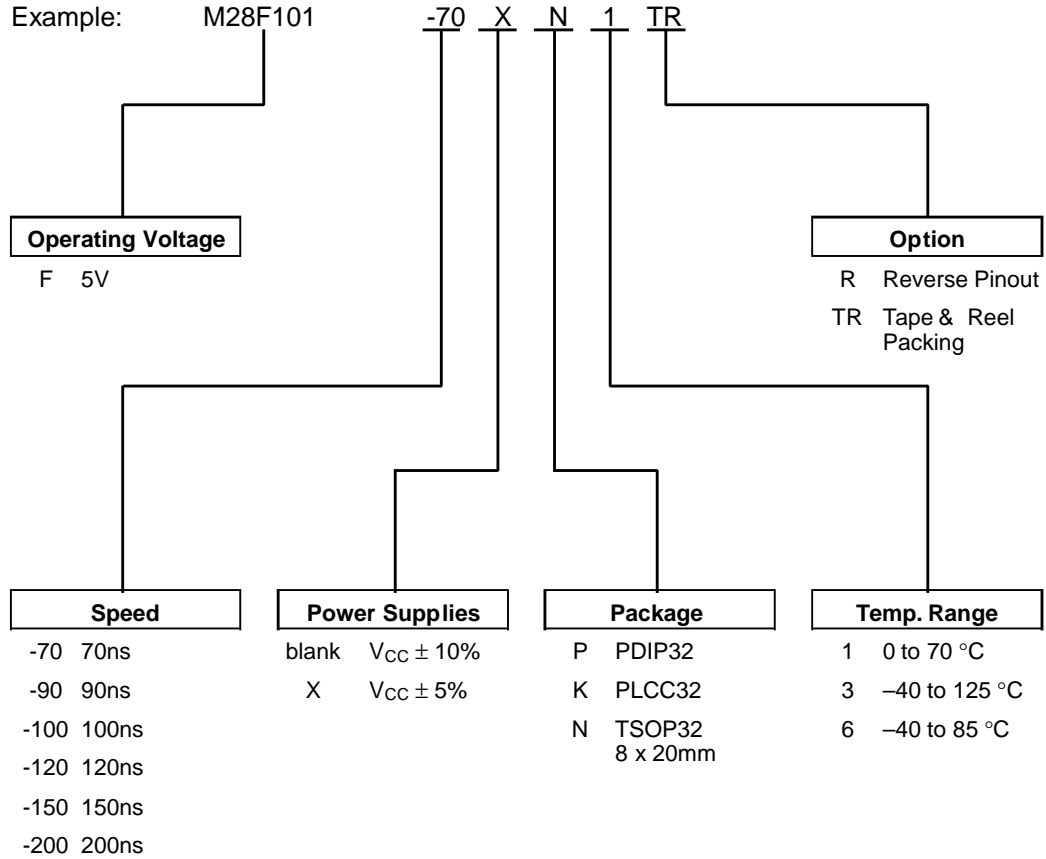 Example: M28F101 -70 X N 1 TR
Operating Voltage
F 5V
Option
R Reverse Pinout
TR Tape & Reel
Packing
Speed
-70 70ns
-90 90ns
-100 100ns
-120 120ns
-150 150ns
-200 200ns
Power Supplies
blank VCC ± 10%
X VCC ± 5%
Package
P PDIP32
K PLCC32
N TSOP32
8 x 20mm
Temp. Range
1 0 to 70 °C
3 –40 to 125 °C
6 –40 to 85 °C